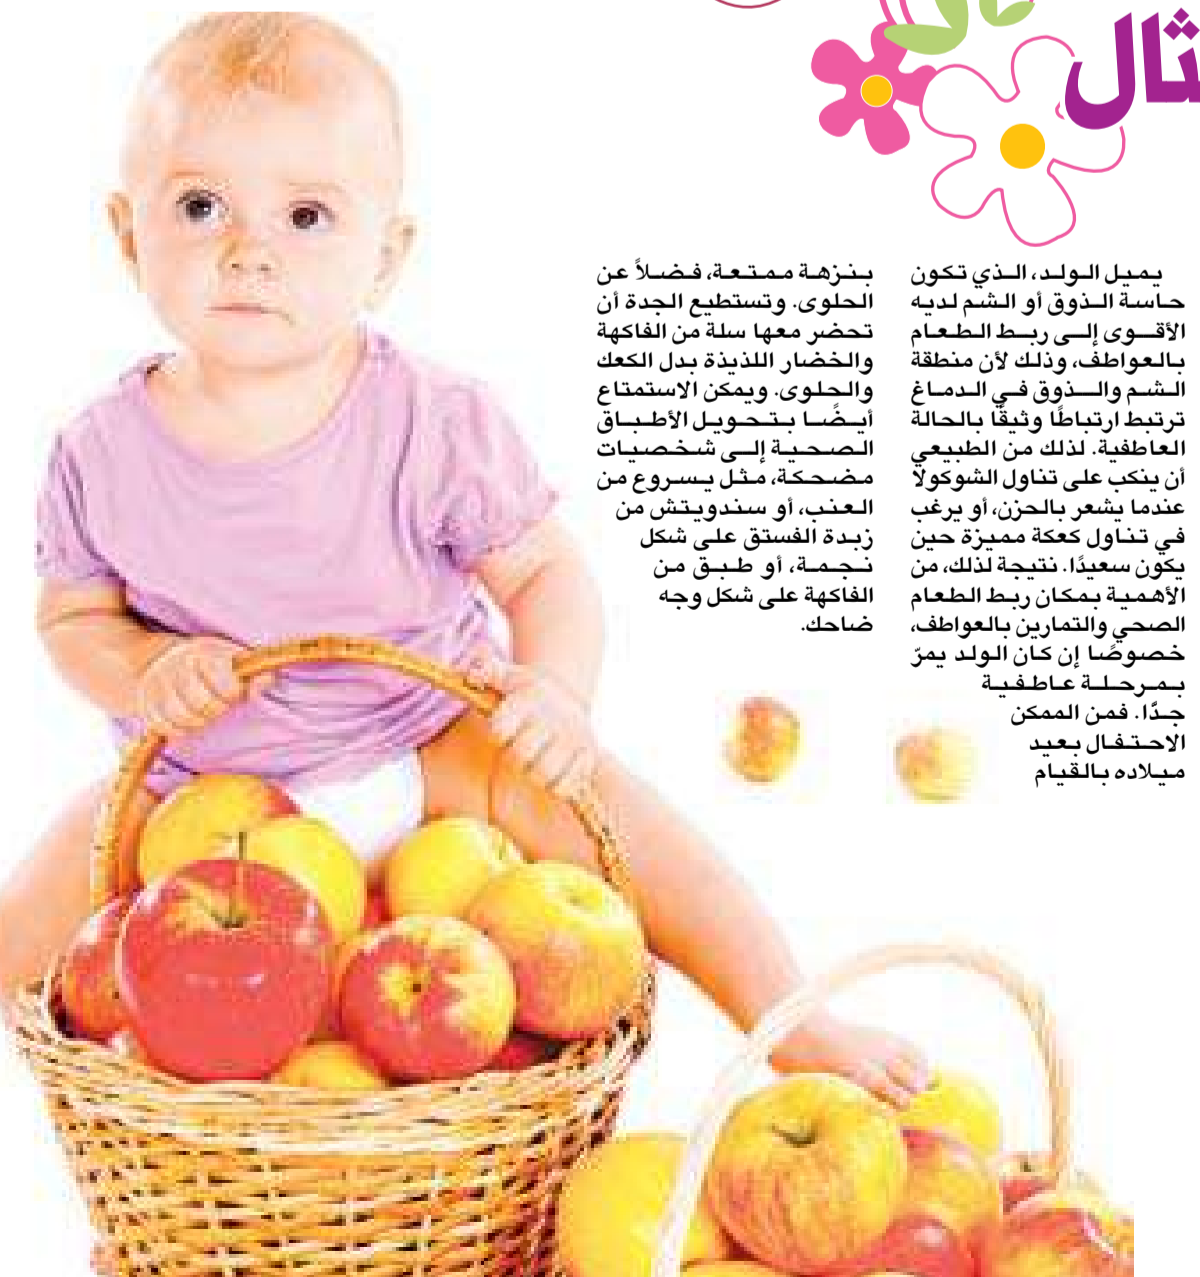 ثال
يميل الولد، الذي تكون
حاسة الذوق أو الشم لديه
الأقوى إلى ربط الطعام
بالعواطف، وذلك لأن منطقة
الشم والذوق في الدماغ
ترتبط ارتباطًا وثيقًا بالحالة
العاطفية. لذلك من الطبيعي
أن ينكب على تناول الشوكولا
عندما يشعر بالحزن، أو يرغب
في تناول كعكة مميزة حين
يكون سعيدًا. نتيجة لذلك، من
الأهمية بمكان ربط الطعام
الصحي والتمارين بالعواطف،
خصوصًا إن كان الولد يمرّ
بمرحلة عاطفية
جدًّا. فمن الممكن
الاحتفال بعيد
ميلاده بالقيام
بنزهة ممتعة، فضلاً عن
الحلوى. وتستطيع الجدة أن
تحضر معها سلة من الفاكهة
والخضار اللذيذة بدل الكعك
والحلوى. ويمكن الاستمتاع
أيضًا بتحويل الأطباق
الصحية إلى شخصيات
مضحكة، مثل يسروع من
العنب، أو سندويتش من
زبدة الفستق على شكل
نجمة، أو طبق من
الفاكهة على شكل وجه
ضاحك.